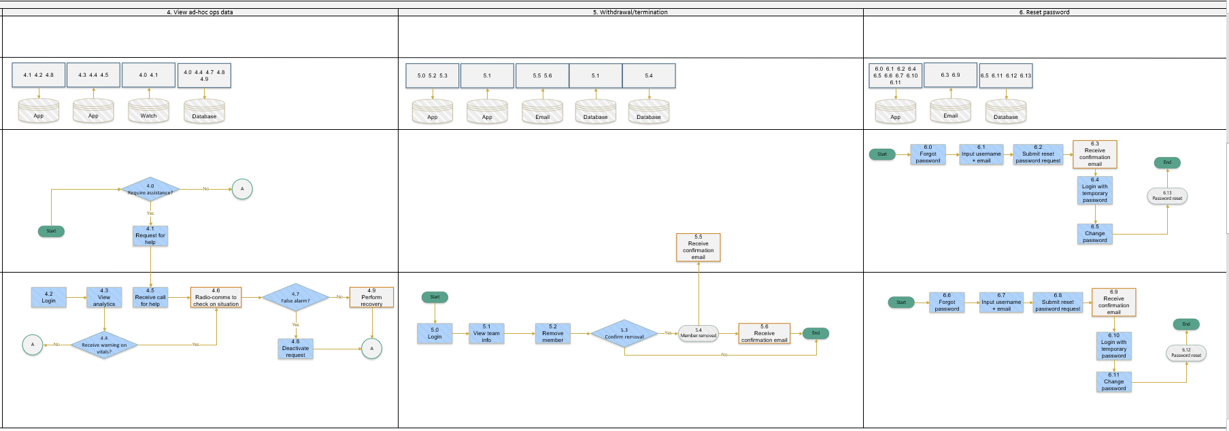 4. View ad-hoc ops data
5. Withdrawal/termination
6. Reset password
4.1 4.2 4.8
4.3 4.4 4.5
4.0 4.1
4.0 4.4 4.7 4.8
4.9
App
App
Watch
Database
5.0 5.2 5.3
5.1
5.5 5.6
5.1
5.4
App
App
Email
Database
Database
6.0 6.1 6.2 6.4
6.5 6.6 6.7 6.10
6.11
6.3 6.9
6.5 6.11 6.12 6.13
App
Email
Database
4.0
Require assistance?
No
A
Yes
Start
4.1
Request for
help
4.2
Login
4.3
View
analytics
4.5
Receive call
for help
4.6
Radio-comms to
check on situation
4.7
False alarm?
No
4.9
Perform
recovery
A
No
4.4
Receive warning on
vitals?
Yes
Yes
4.8
Deactivate
request
A
5.5
Receive
confirmation
email
Start
5.0
Login
5.1
View team
info
5.2
Remove
member
5.3
Confirm removal
Yes
5.4
Member removed
5.6
Receive
confirmation email
End
No
Start
6.0
Forgot
password
6.1
Input username
+ email
6.2
Submit reset
password request
6.3
Receive
confirmation
email
6.4
Login with
temporary
password
6.5
Change
password
End
6.13
Password reset
Start
6.6
Forgot
password
6.7
Input username
+ email
6.8
Submit reset
password request
6.9
Receive
confirmation
email
6.10
Login with
temporary
password
6.11
Change
password
End
6.12
Password reset